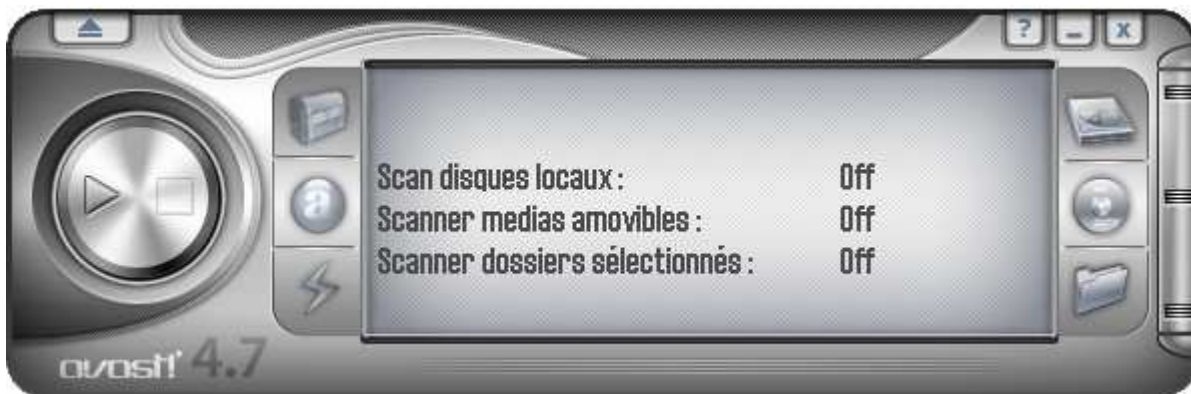 ? _ x
Scan disques locaux : Off
Scanner medias amovibles : Off
Scanner dossiers sélectionnés : Off
a
avast! 4.7